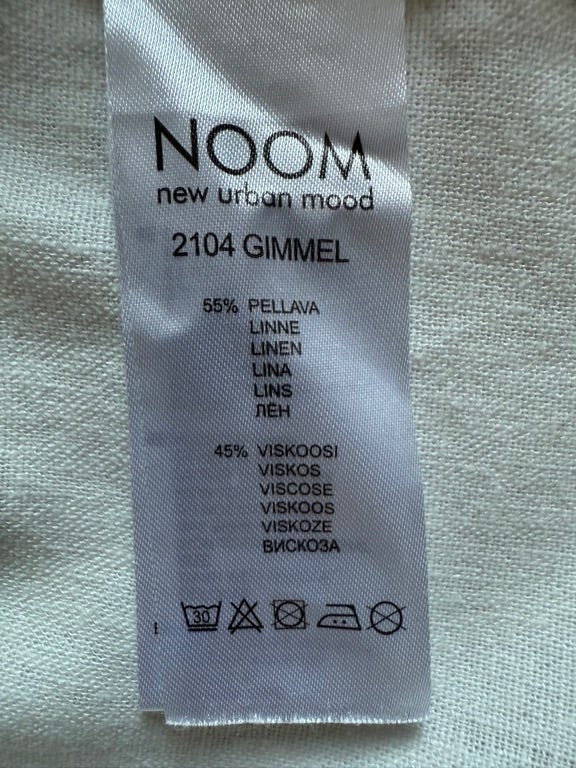 NOOM
new urban mood
2104 GIMMEL
55% PELLAVA
LINNE
LINEN
LINA
LINS
ЛЁН
45% VISKOOSI
VISKOS
VISCOSE
VISKOOS
VISKOZE
ВИСКОЗА
30